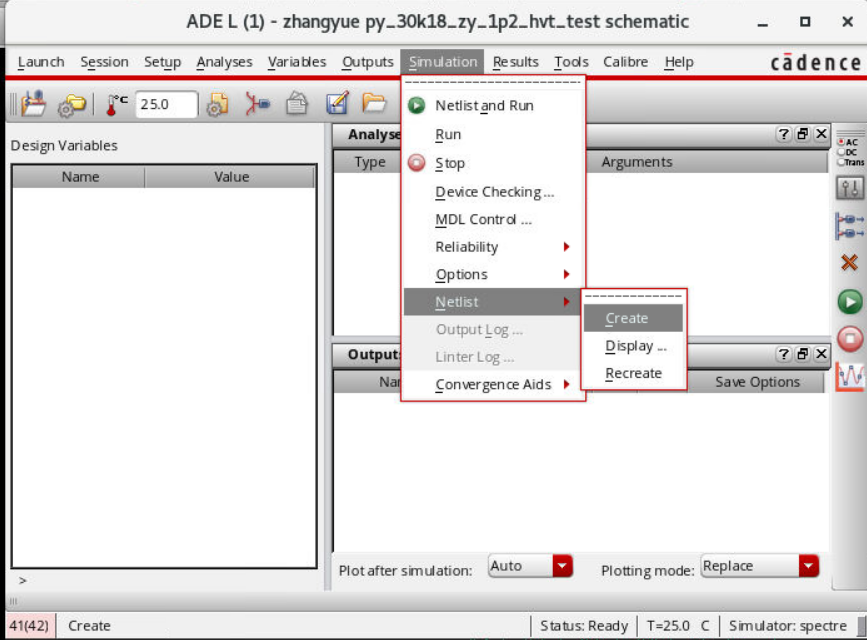 ADE L (1) - zhangyue py_30k18_zy_1p2_hvt_test schematic
Launch Session Setup Analyses Variables Outputs Simulation Results Tools Calibre Help cādence
°C 25.0
Netlist and Run
Run
Stop
Device Checking ...
MDL Control ...
Reliability
Options
Netlist
Output Log ...
Linter Log ...
Convergence Aids
Create
Display ...
Recreate
Design Variables
Name Value
>
Analyse
Type Arguments
?
Output
Nar Save Options
?
AC
DC
Trans
Plot after simulation: Auto Plotting mode: Replace
41(42) Create Status: Ready T=25.0 C Simulator: spectre